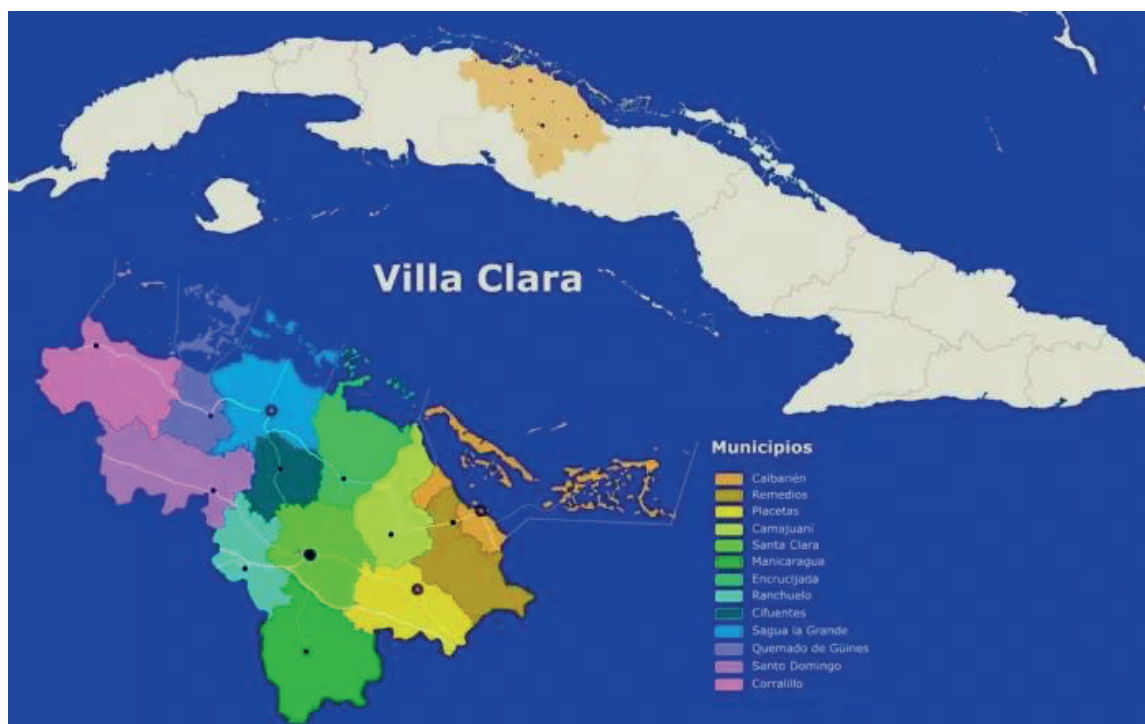 Villa Clara
Municipios
Caibarién
Remedios
Placetas
Camajuaní
Santa Clara
Manicaragua
Encrucijada
Ranchuelo
Cifuentes
Sagua la Grande
Quemado de Güines
Santo Domingo
Corralillo